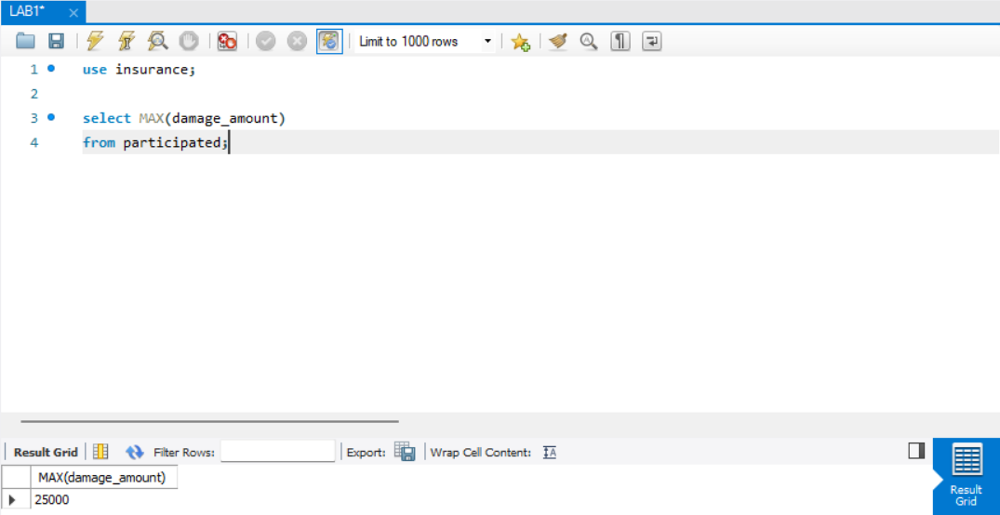 LAB1*
Limit to 1000 rows
1 use insurance;
2
3 select MAX(damage_amount)
4 from participated;
Result Grid Filter Rows: Export: Wrap Cell Content: IA
MAX(damage_amount)
25000
Result
Grid